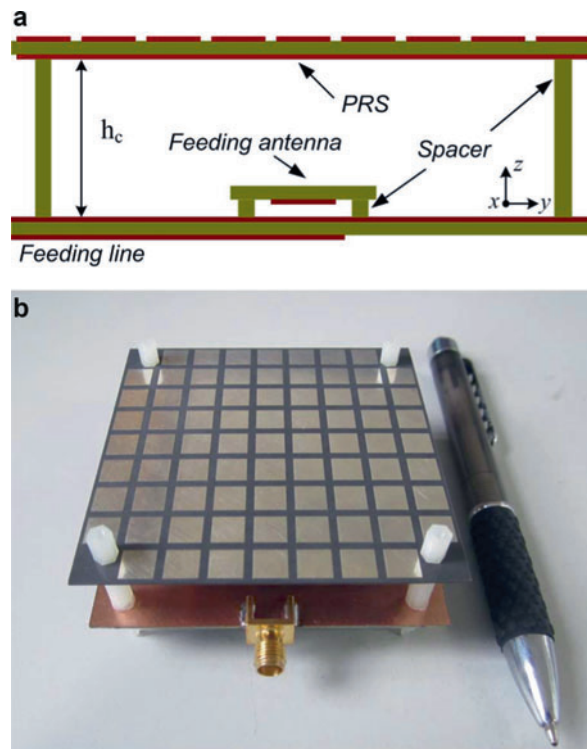 a
PRS
h_c
Feeding antenna
Spacer
z
x
y
Feeding line
b